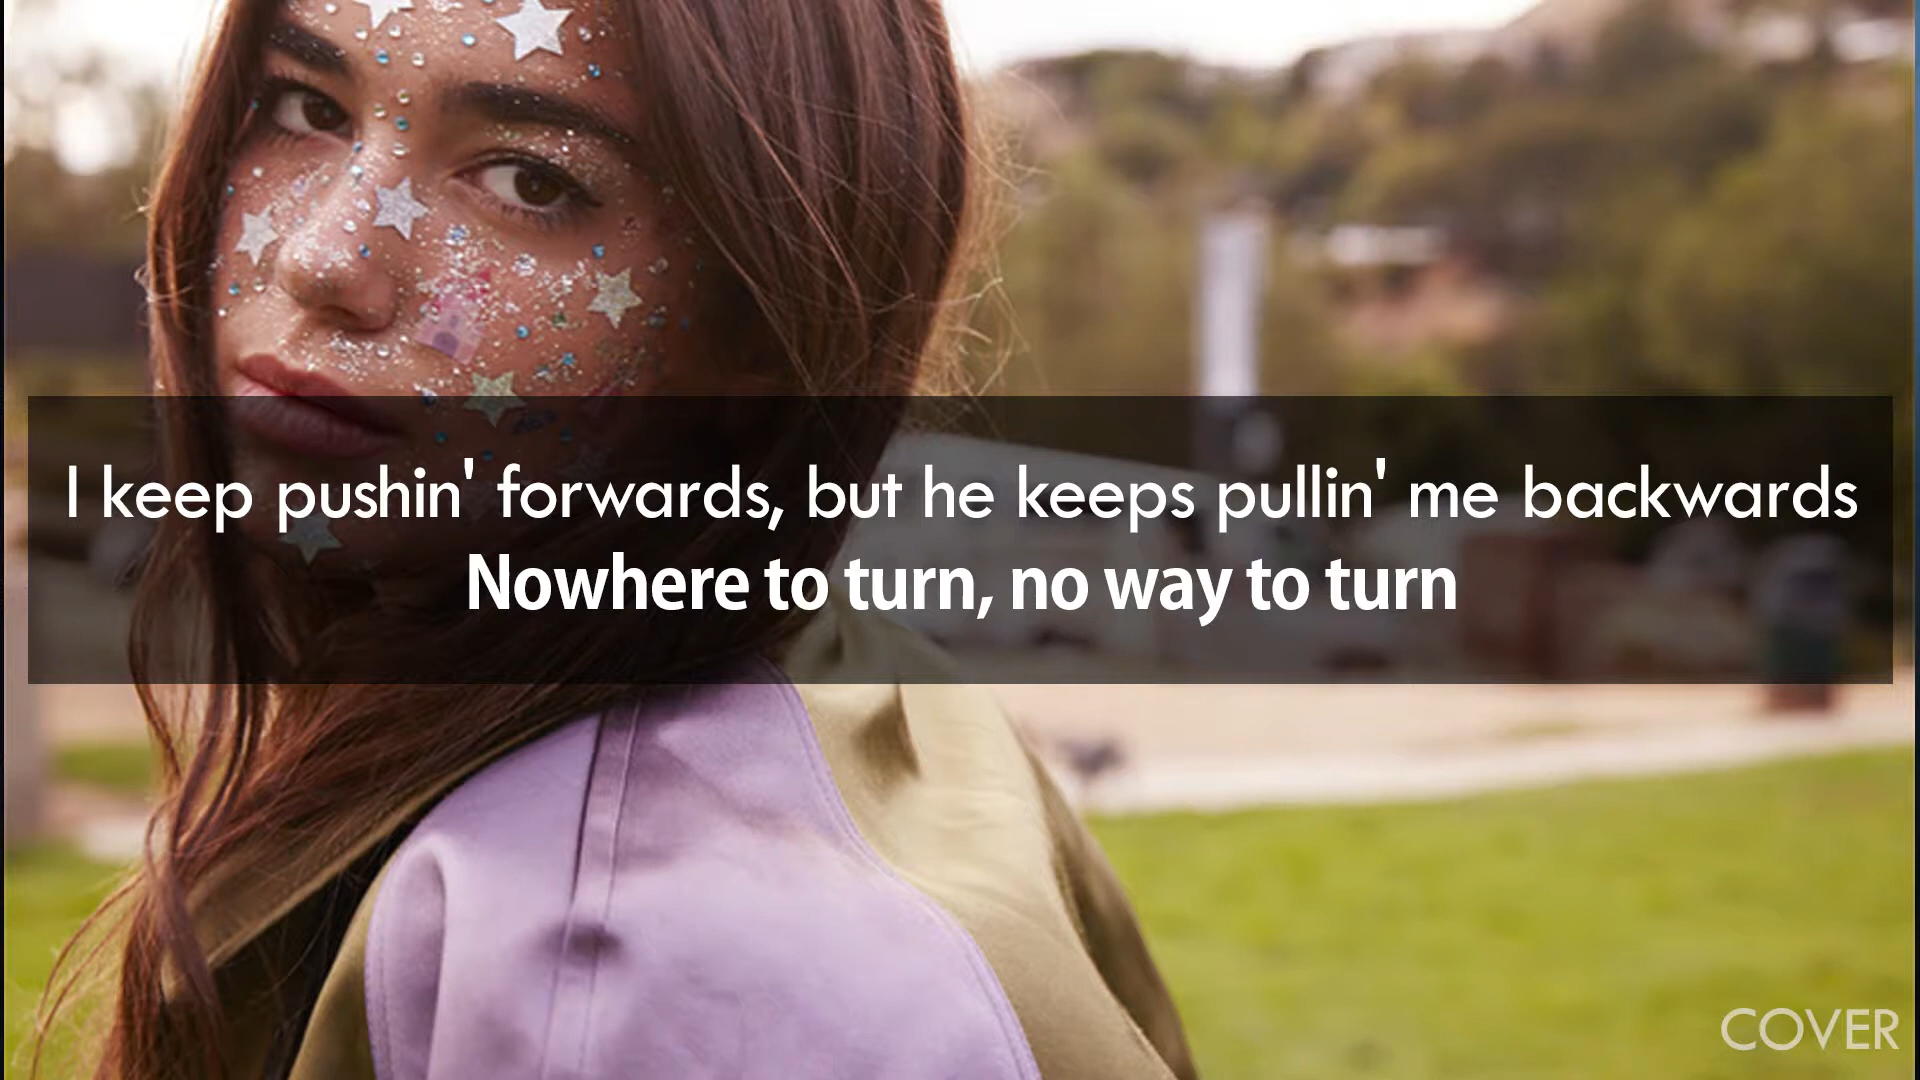 I keep pushin' forwards, but he keeps pullin' me backwards
Nowhere to turn, no way to turn
COVER